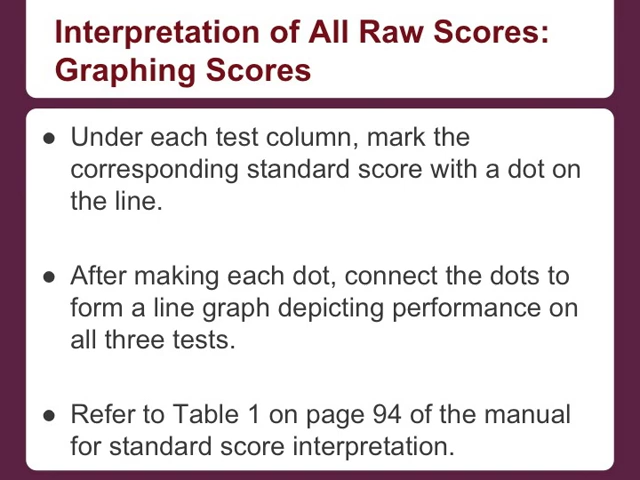 Interpretation of All Raw Scores:
Graphing Scores
● Under each test column, mark the
corresponding standard score with a dot on
the line.
● After making each dot, connect the dots to
form a line graph depicting performance on
all three tests.
● Refer to Table 1 on page 94 of the manual
for standard score interpretation.